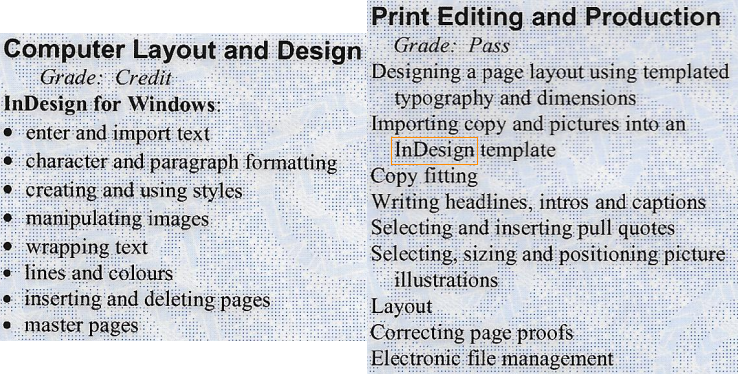 Computer Layout and Design
Grade: Credit
InDesign for Windows:
• enter and import text
• character and paragraph formatting
• creating and using styles
• manipulating images
• wrapping text
• lines and colours
• inserting and deleting pages
• master pages
Print Editing and Production
Grade: Pass
Designing a page layout using templated
typography and dimensions
Importing copy and pictures into an
InDesign template
Copy fitting
Writing headlines, intros and captions
Selecting and inserting pull quotes
Selecting, sizing and positioning picture
illustrations
Layout
Correcting page proofs
Electronic file management